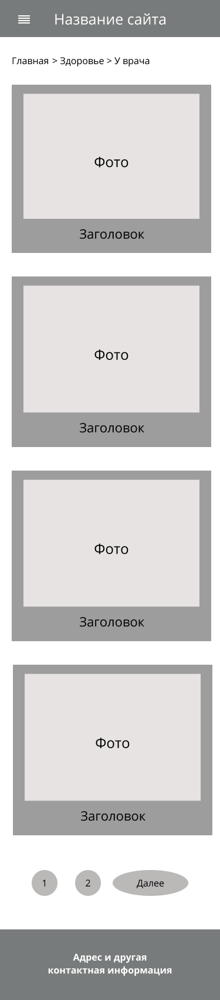 Название сайта
Главная > Здоровье > У врача
Фото
Заголовок
Фото
Заголовок
Фото
Заголовок
Фото
Заголовок
1 2 Далее
Адрес и другая
контактная информация